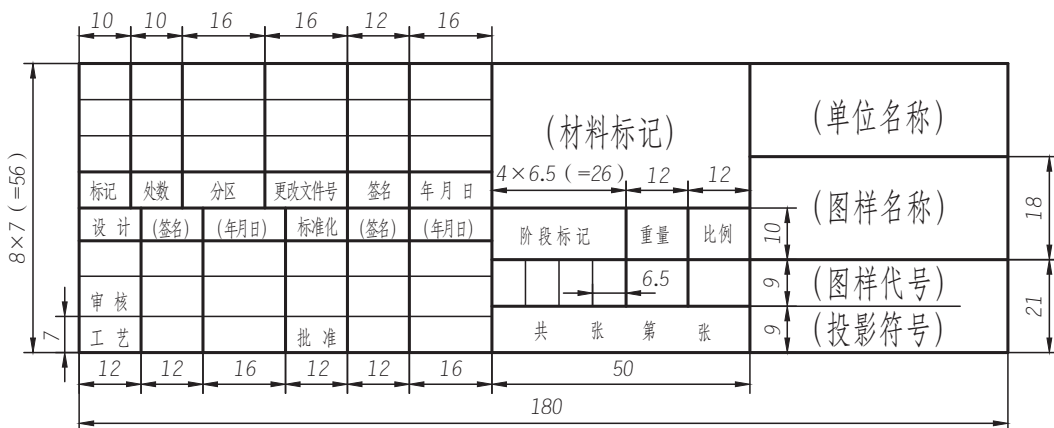 10 10 16 16 12 16
(材料标记)
(单位名称)
4×6.5(=26) 12 12
标记 处数 分区 更改文件号 签名 年 月 日
(图样名称)
18
8×7(=56)
设 计 (签名) (年月日) 标准化 (签名) (年月日)
阶 段 标 记 重量 比例 10
6.5 9 (图样代号)
21
审 核
7 工 艺 批 准
共 张 第 张 9 (投影符号)
12 12 16 12 12 16 50
180